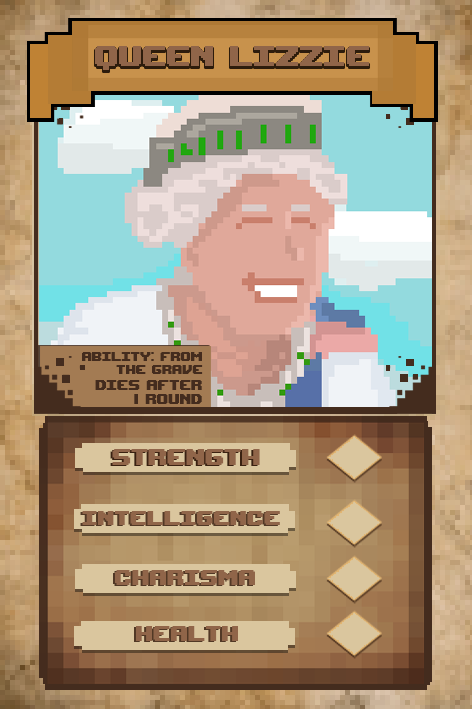 QUEEN LIZZIE
ABILITY: FROM
THE GRAVE
DIES AFTER
1 ROUND
STRENGTH
INTELLIGENCE
CHARISMA
HEALTH